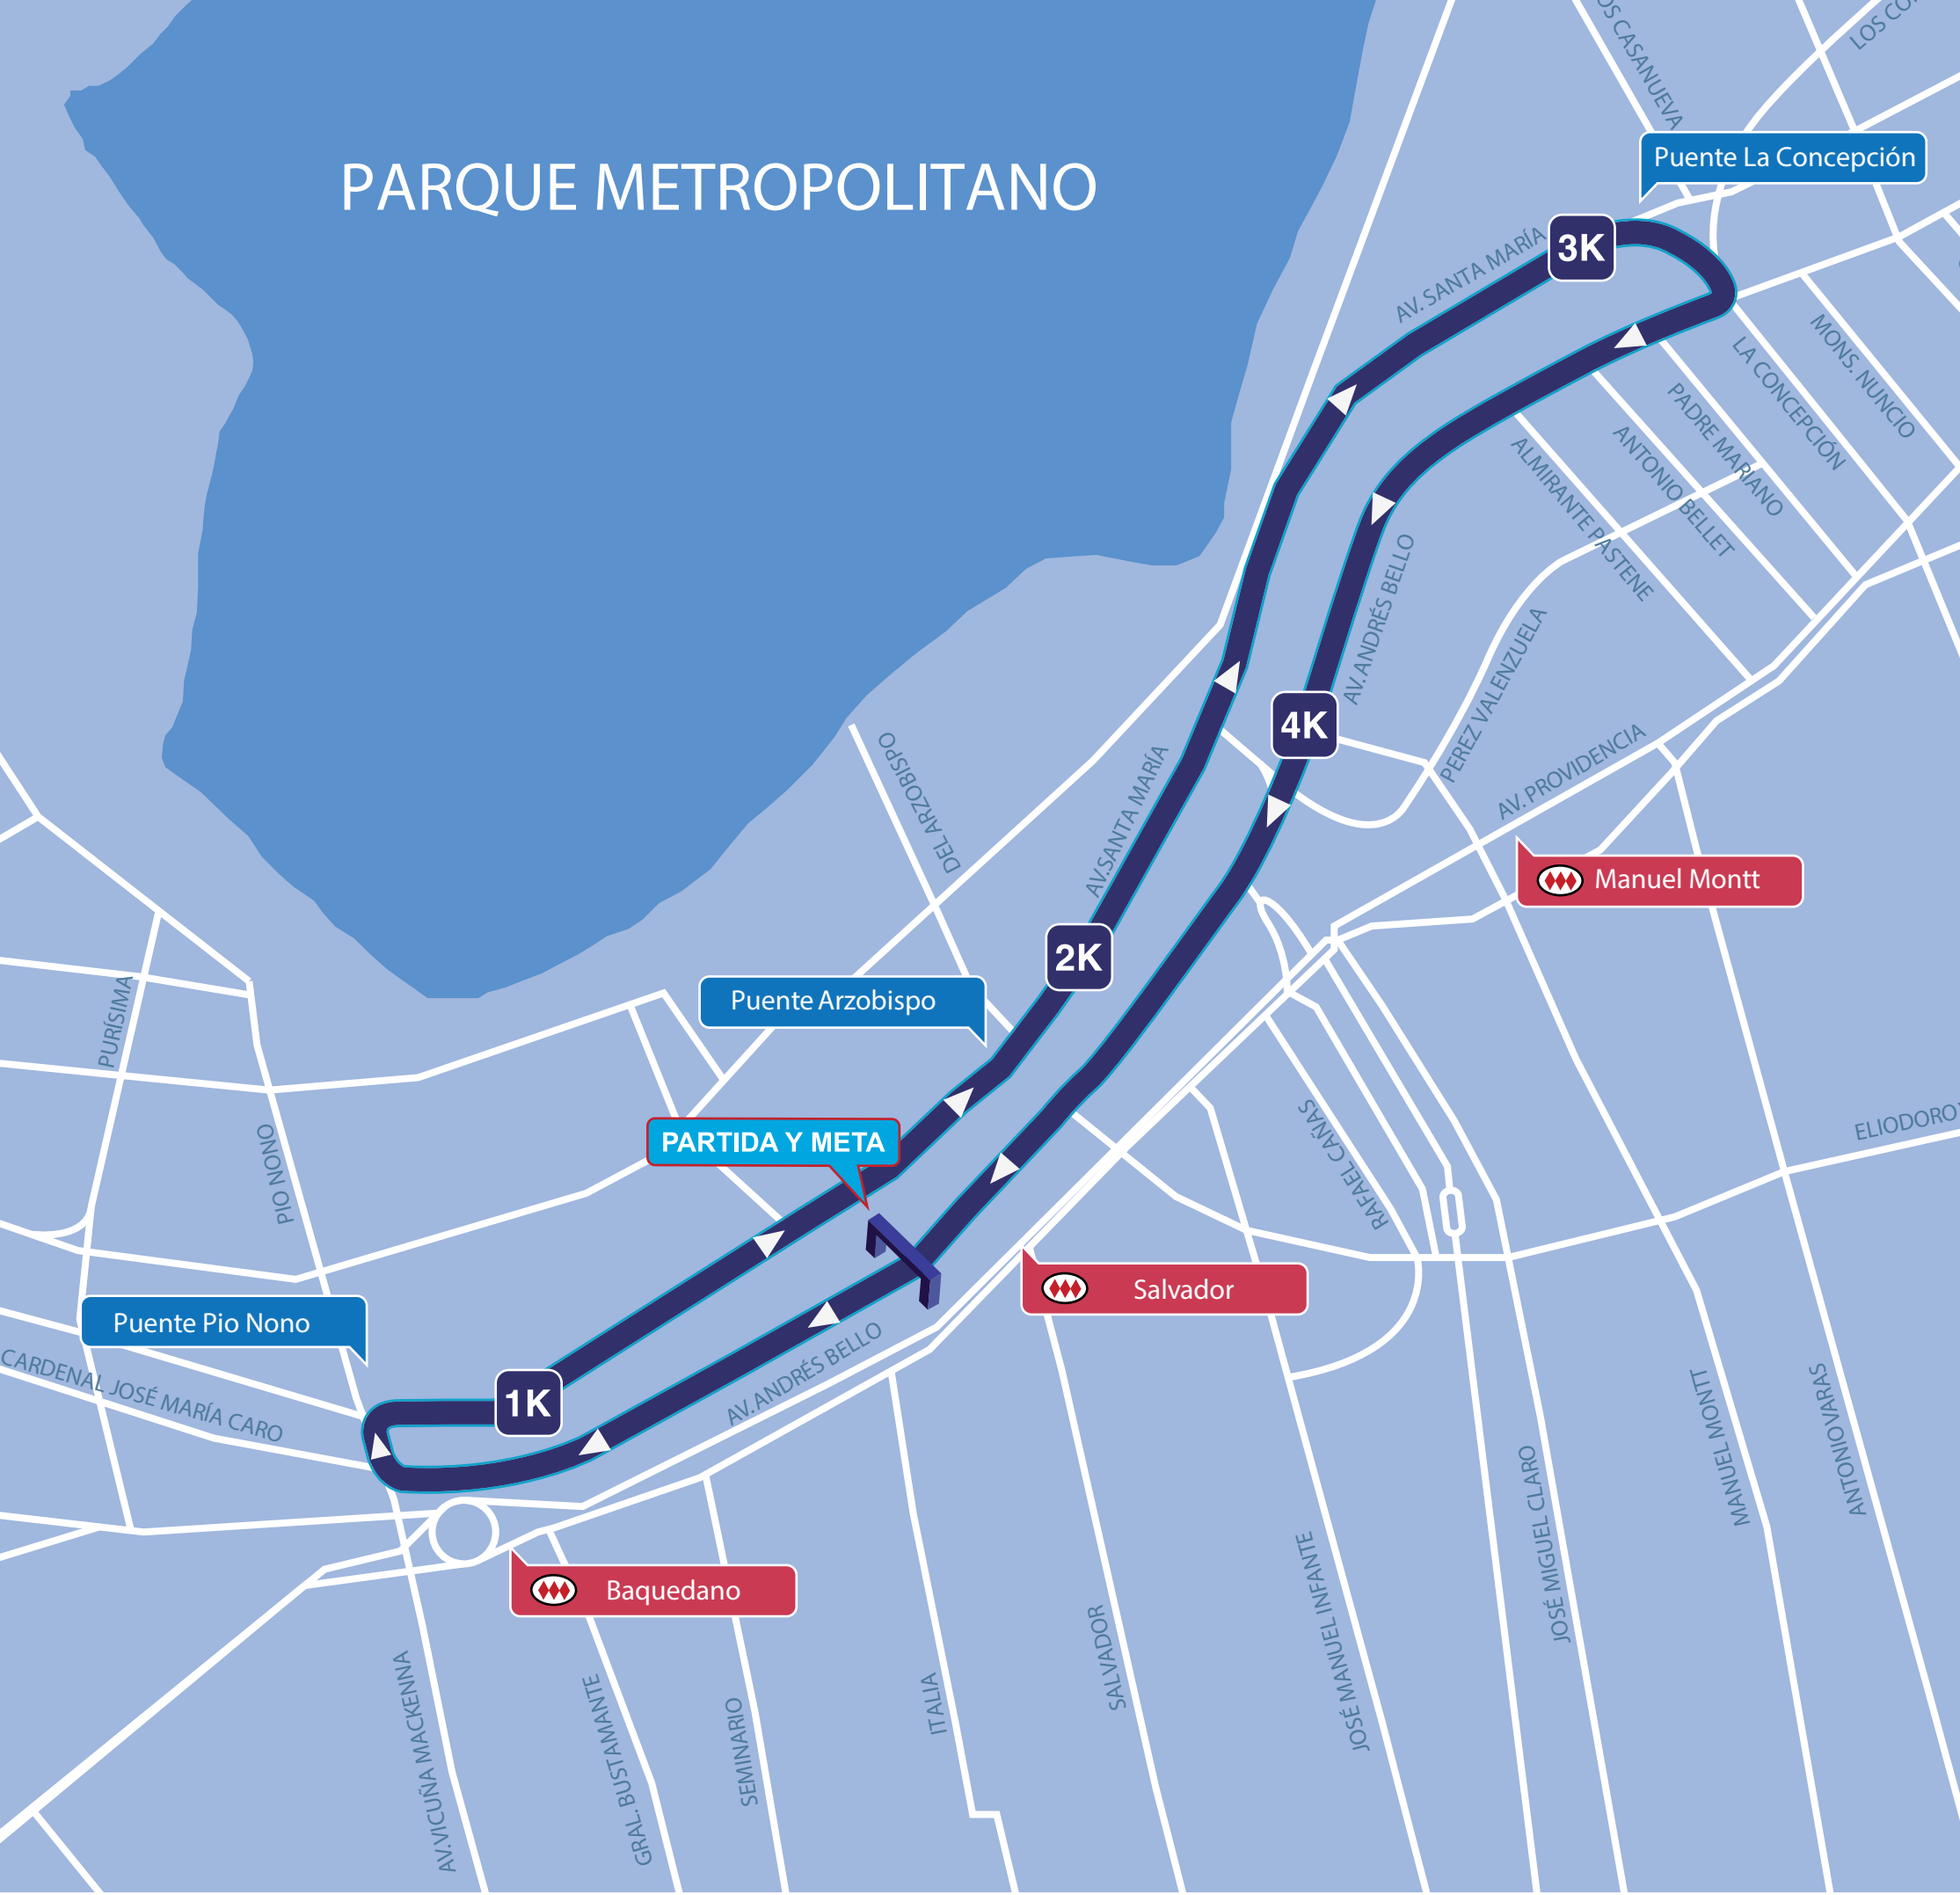 PARQUE METROPOLITANO
Puente La Concepción
3K
AV. SANTA MARÍA
MONS. NUNCIO
LA CONCEPCIÓN
PADRE MARIANO
ANTONIO BELLET
ALMIRANTE PASTENE
AV. ANDRÉS BELLO
PEREZ VALENZUELA
4K
AV. PROVIDENCIA
DEL ARZOBISPO
AV.SANTA MARÍA
Manuel Montt
2K
Puente Arzobispo
PURÍSIMA
PIO NONO
PARTIDA Y META
RAFAEL CAÑAS
ELIODORO
Salvador
Puente Pio Nono
CARDENAL JOSÉ MARÍA CARO
1K
AV. ANDRÉS BELLO
MANUEL MONTT
ANTONIO VARAS
JOSÉ MIGUEL CLARO
JOSÉ MANUEL INFANTE
Baquedano
SALVADOR
ITALIA
SEMINARIO
GRAL. BUSTAMANTE
AV.VICUÑA MACKENNA